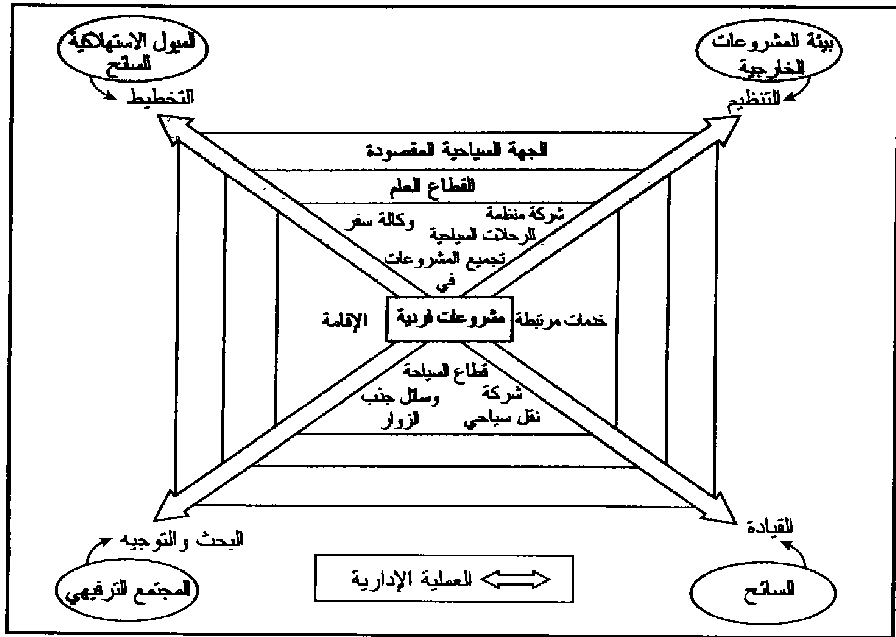 بيئة المشروعات
الخارجية
الميول الاستهلاكية
للسائح
التنظيم
التخطيط
الجهة السياحية المقصودة
القطاع العام
شركة منظمة
للرحلات السياحية
وكالة سفر
تجميع المشروعات
في
خدمات مرتبطة
مشروعات فردية
الإقامة
قطاع السياحة
شركة
نقل سياحي
وسائل جذب
الزوار
القيادة
البحث والتوجيه
السائح
العملية الإدارية
المجتمع الترفيهي